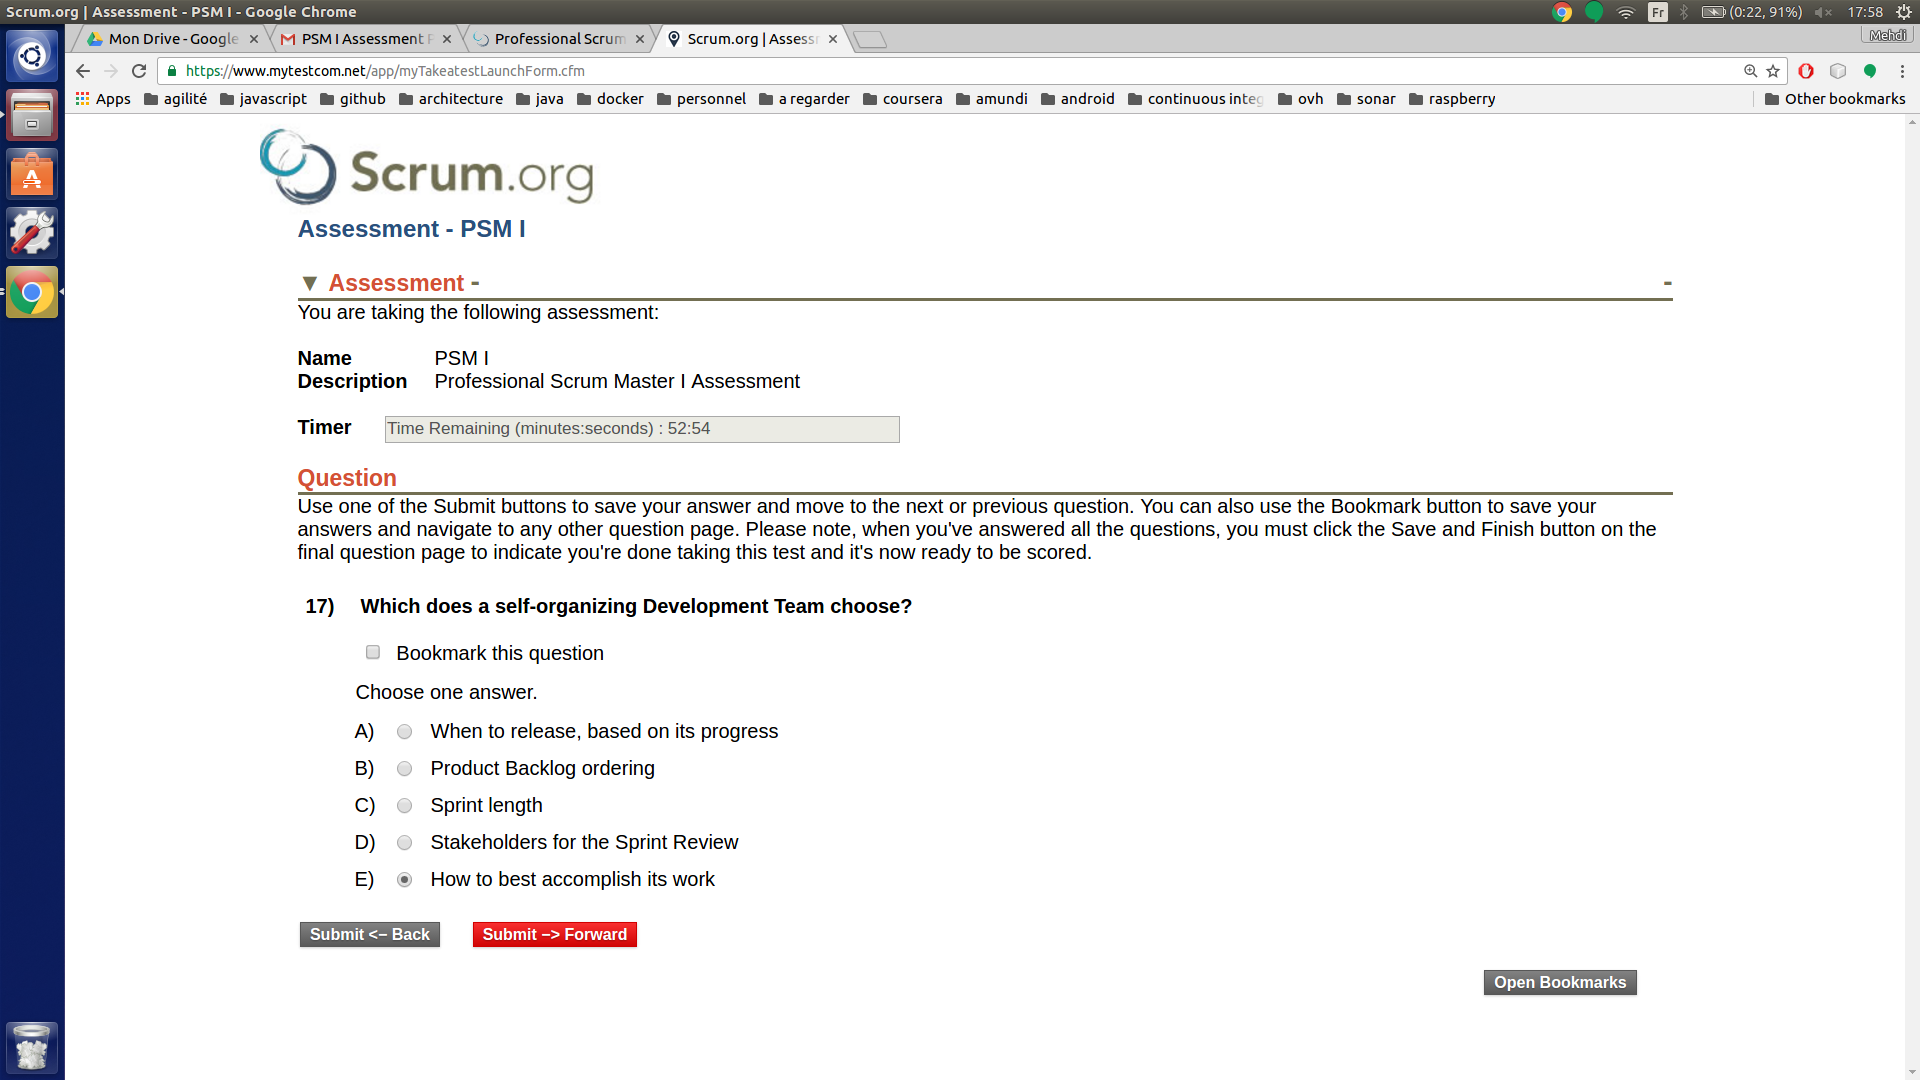 Scrum.org | Assessment - PSM I - Google Chrome
Fr
(0:22, 91%)
17:58
Mon Drive - Google
PSM I Assessment
Professional Scrum
Scrum.org | Assess
Mehdi
https://www.mytestcom.net/app/myTakeatestLaunchForm.cfm
Apps
agilité
javascript
github
architecture
java
docker
personnel
a regarder
coursera
amundi
android
continuous integ
ovh
sonar
raspberry
Other bookmarks
Scrum.org
Assessment - PSM I
▼ Assessment - -
You are taking the following assessment:
Name PSM I
Description Professional Scrum Master I Assessment
Timer Time Remaining (minutes:seconds) : 52:54
Question
Use one of the Submit buttons to save your answer and move to the next or previous question. You can also use the Bookmark button to save your
answers and navigate to any other question page. Please note, when you've answered all the questions, you must click the Save and Finish button on the
final question page to indicate you're done taking this test and it's now ready to be scored.
17) Which does a self-organizing Development Team choose?
Bookmark this question
Choose one answer.
A) When to release, based on its progress
B) Product Backlog ordering
C) Sprint length
D) Stakeholders for the Sprint Review
E) How to best accomplish its work
Submit <– Back
Submit –> Forward
Open Bookmarks